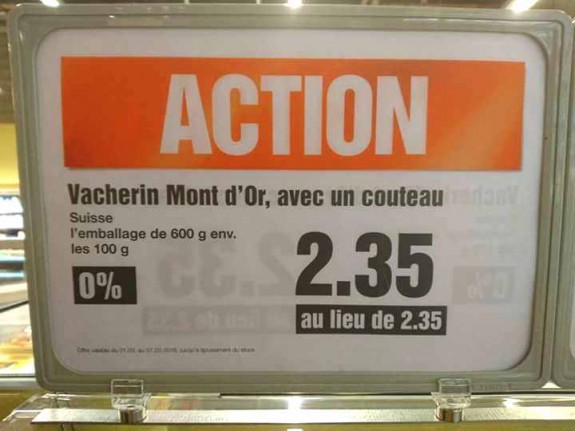 ACTION
Vacherin Mont d'Or, avec un couteau
Suisse
l'emballage de 600 g env.
les 100 g
0%
2.35
au lieu de 2.35